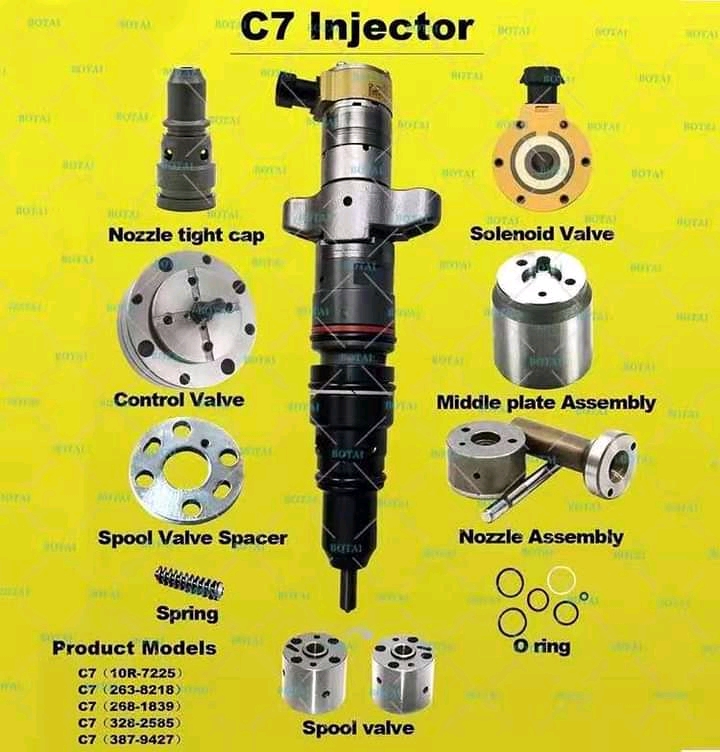 C7 Injector
BOTAI
Nozzle tight cap
Solenoid Valve
Control Valve
Middle plate Assembly
Spool Valve Spacer
Nozzle Assembly
Spring
O ring
Product Models
C7（10R-7225）
C7（263-8218）
C7（268-1839）
C7（328-2585）
C7（387-9427）
Spool valve